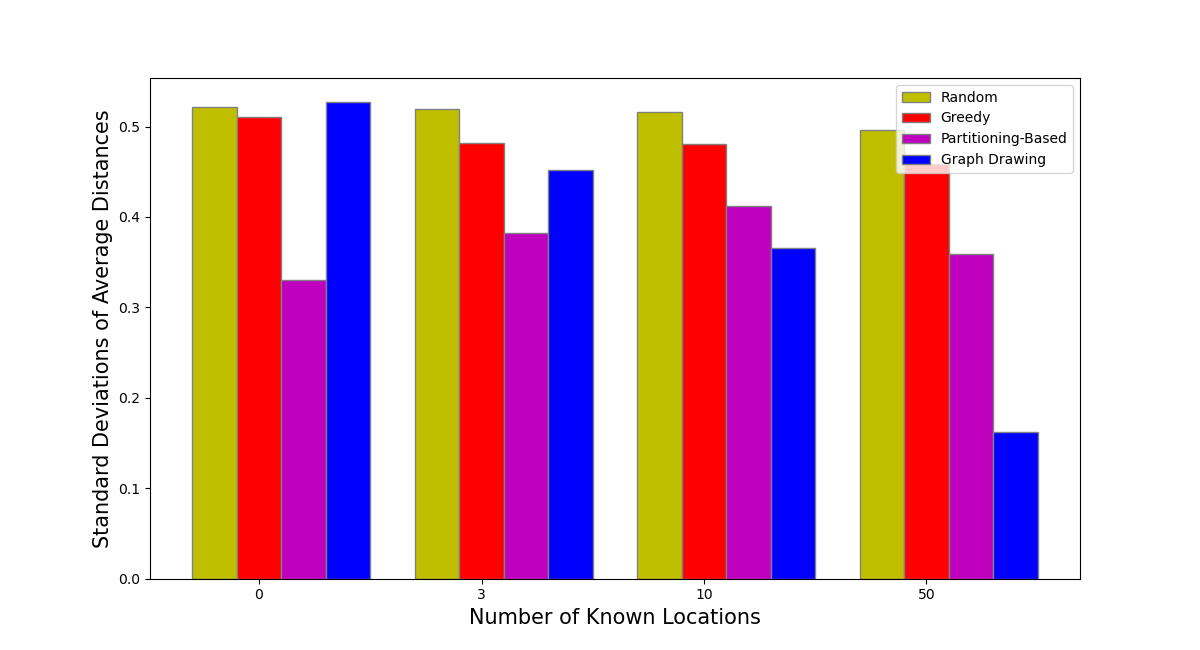 Standard Deviations of Average Distances
0.5
0.4
0.3
0.2
0.1
0.0
Random
Greedy
Partitioning-Based
Graph Drawing
0 3 10 50
Number of Known Locations